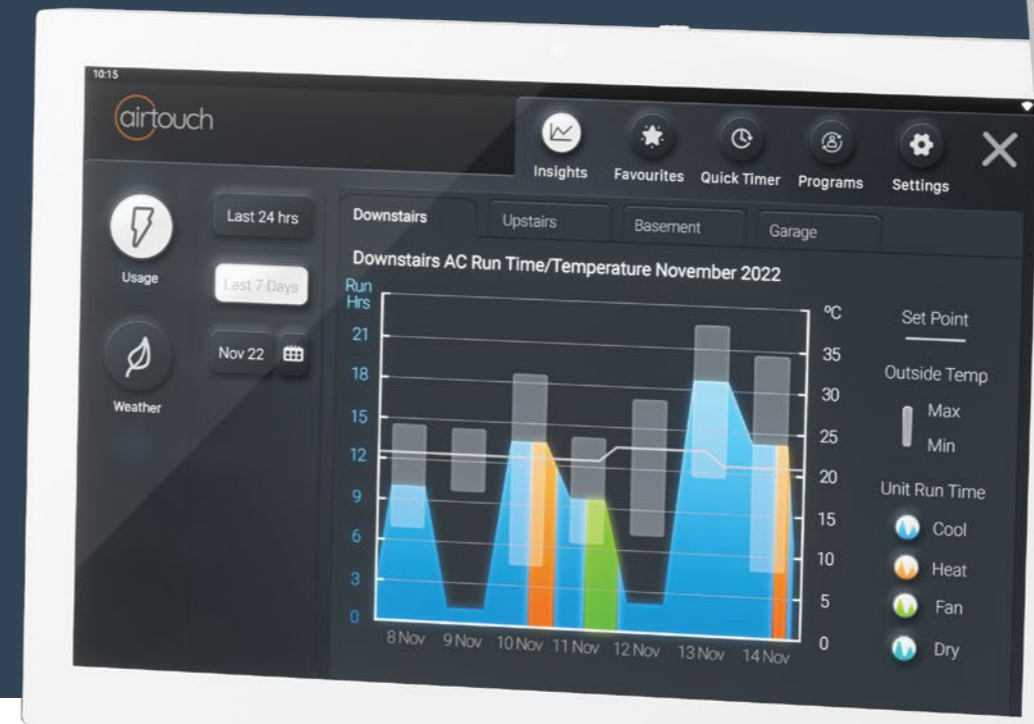 10:15
airtouch
Insights
Favourites
Quick Timer
Programs
Settings
Usage
Weather
Last 24 hrs
Last 7 Days
Nov 22
Downstairs
Upstairs
Basement
Garage
Downstairs AC Run Time/Temperature November 2022
Run
Hrs
21
18
15
12
9
6
3
0
8 Nov
9 Nov
10 Nov
11 Nov
12 Nov
13 Nov
14 Nov
ºC
35
30
25
20
15
10
5
0
Set Point
Outside Temp
Max
Min
Unit Run Time
Cool
Heat
Fan
Dry